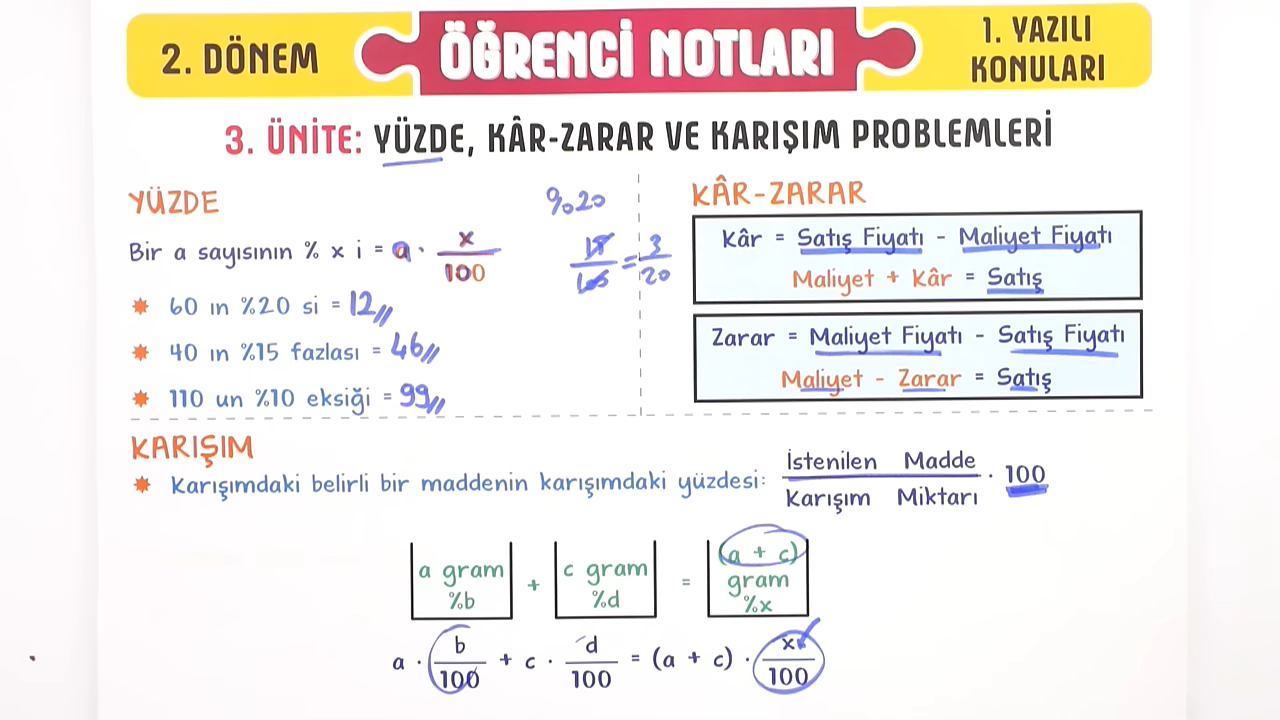 2. DÖNEM
ÖĞRENCİ NOTLARI
1. YAZILI
KONULARI
3. ÜNİTE: YÜZDE, KÂR-ZARAR VE KARIŞIM PROBLEMLERİ
YÜZDE
%20
Bir a sayısının % x i = a · x/100
15/100 = 3/20
60 ın %20 si = 12//
40 ın %15 fazlası = 46//
110 un %10 eksiği = 99//
KÂR-ZARAR
Kâr = Satış Fiyatı - Maliyet Fiyatı
Maliyet + Kâr = Satış
Zarar = Maliyet Fiyatı - Satış Fiyatı
Maliyet - Zarar = Satış
KARIŞIM
Karışımdaki belirli bir maddenin karışımdaki yüzdesi: İstenilen Madde / Karışım Miktarı · 100
a gram
%b
+
c gram
%d
=
(a + c)
gram
%x
a · b/100 + c · d/100 = (a + c) · x/100